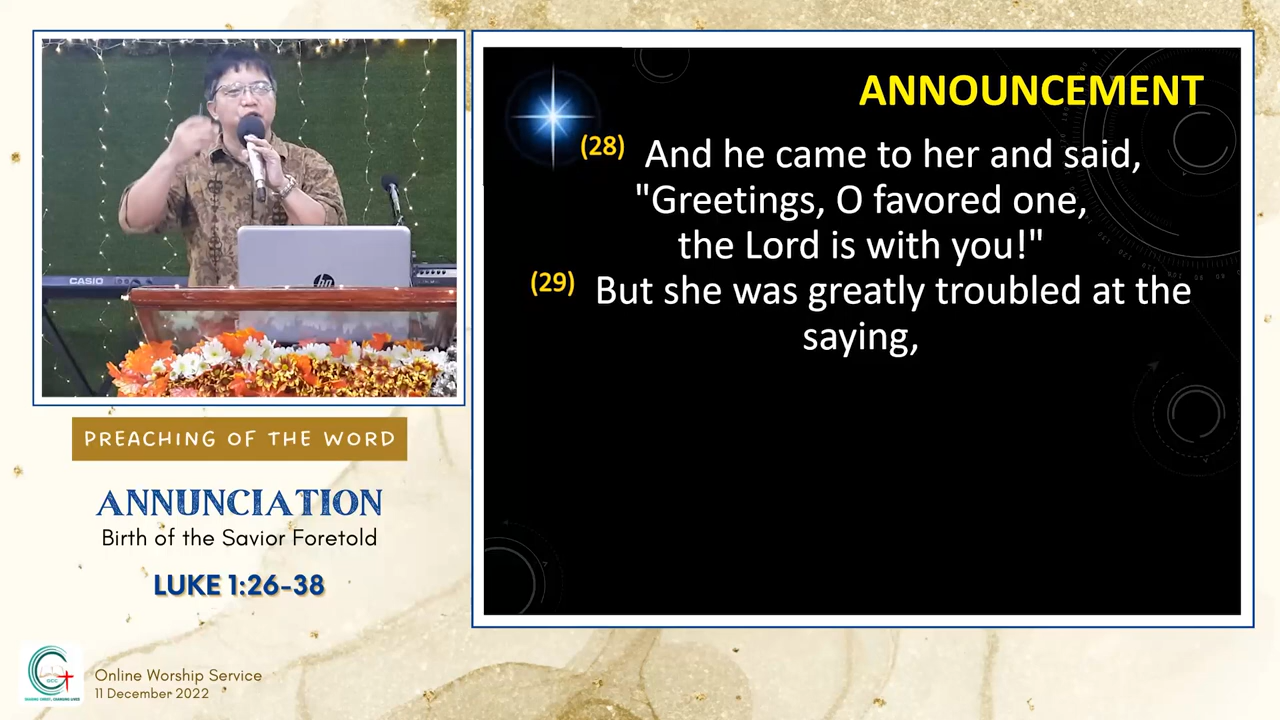 CASIO
hp
PREACHING OF THE WORD
ANNUNCIATION
Birth of the Savior Foretold
LUKE 1:26-38
GCC
Online Worship Service
11 December 2022
ANNOUNCEMENT
(28) And he came to her and said,
"Greetings, O favored one,
the Lord is with you!"
(29) But she was greatly troubled at the
saying,